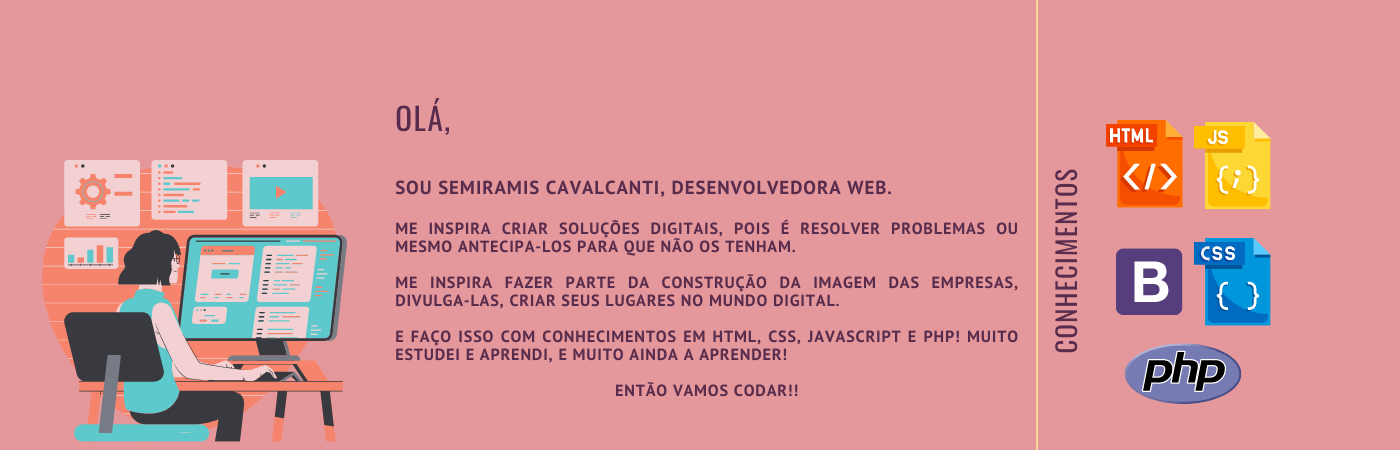 OLÁ,
SOU SEMIRAMIS CAVALCANTI, DESENVOLVEDORA WEB.
ME INSPIRA CRIAR SOLUÇÕES DIGITAIS, POIS É RESOLVER PROBLEMAS OU
MESMO ANTECIPA-LOS PARA QUE NÃO OS TENHAM.
ME INSPIRA FAZER PARTE DA CONSTRUÇÃO DA IMAGEM DAS EMPRESAS,
DIVULGA-LAS, CRIAR SEUS LUGARES NO MUNDO DIGITAL.
E FAÇO ISSO COM CONHECIMENTOS EM HTML, CSS, JAVASCRIPT E PHP! MUITO
ESTUDEI E APRENDI, E MUITO AINDA A APRENDER!
ENTÃO VAMOS CODAR!!
CONHECIMENTOS
HTML
</>
JS
{;}
B
CSS
{ }
php